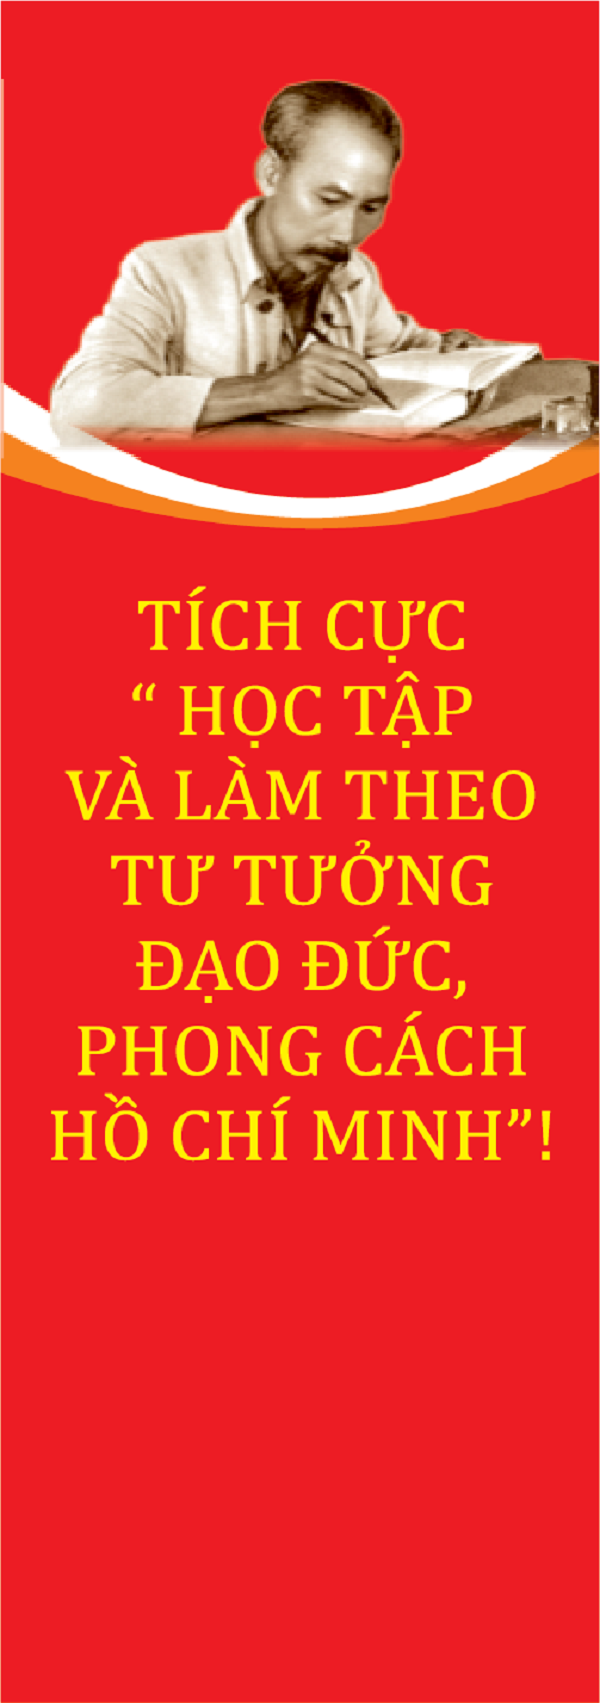 TÍCH CỰC
“ HỌC TẬP
VÀ LÀM THEO
TƯ TƯỞNG
ĐẠO ĐỨC,
PHONG CÁCH
HỒ CHÍ MINH”!